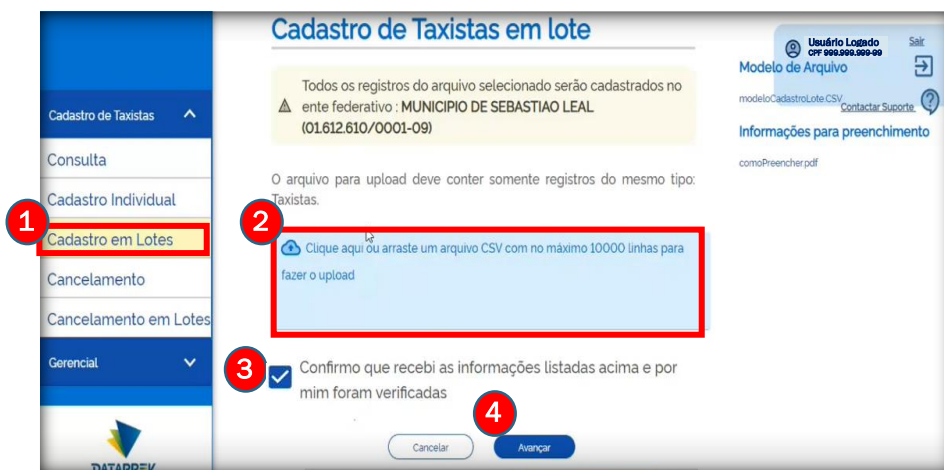 Cadastro de Taxistas em lote
Usuário Logado
CPF 999.999.999-99
Sair
Modelo de Arquivo
modeloCadastroLote.CSV
Contactar Suporte
Informações para preenchimento
comoPreencher.pdf
Todos os registros do arquivo selecionado serão cadastrados no
ente federativo : MUNICIPIO DE SEBASTIAO LEAL
(01.612.610/0001-09)
Cadastro de Taxistas
Consulta
Cadastro Individual
1
Cadastro em Lotes
Cancelamento
Cancelamento em Lotes
Gerencial
DATAPREV
O arquivo para upload deve conter somente registros do mesmo tipo:
Taxistas.
2
Clique aqui ou arraste um arquivo CSV com no máximo 10000 linhas para
fazer o upload
3
Confirmo que recebi as informações listadas acima e por
mim foram verificadas
4
Cancelar
Avançar